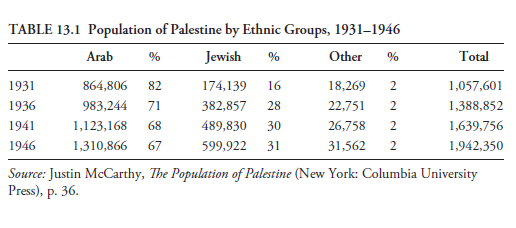 TABLE 13.1 Population of Palestine by Ethnic Groups, 1931–1946
Arab % Jewish % Other % Total
1931 864,806 82 174,139 16 18,269 2 1,057,601
1936 983,244 71 382,857 28 22,751 2 1,388,852
1941 1,123,168 68 489,830 30 26,758 2 1,639,756
1946 1,310,866 67 599,922 31 31,562 2 1,942,350
Source: Justin McCarthy, The Population of Palestine (New York: Columbia University
Press), p. 36.